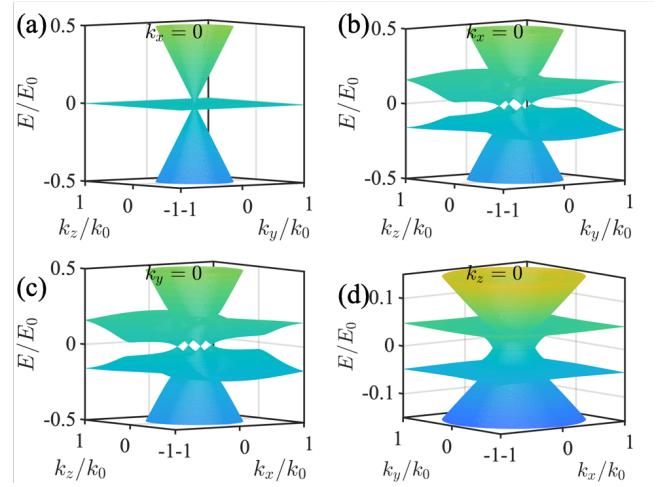 (a)
k_x = 0
E/E_0
0.5
0
-0.5
1
0
-1
-1
0
1
k_z/k_0
k_y/k_0
(b)
k_x = 0
E/E_0
0.5
0
-0.5
1
0
-1
-1
0
1
k_z/k_0
k_y/k_0
(c)
k_y = 0
E/E_0
0.5
0
-0.5
1
0
-1
-1
0
1
k_z/k_0
k_x/k_0
(d)
k_z = 0
E/E_0
0.1
0
-0.1
1
0
-1
-1
0
1
k_y/k_0
k_x/k_0